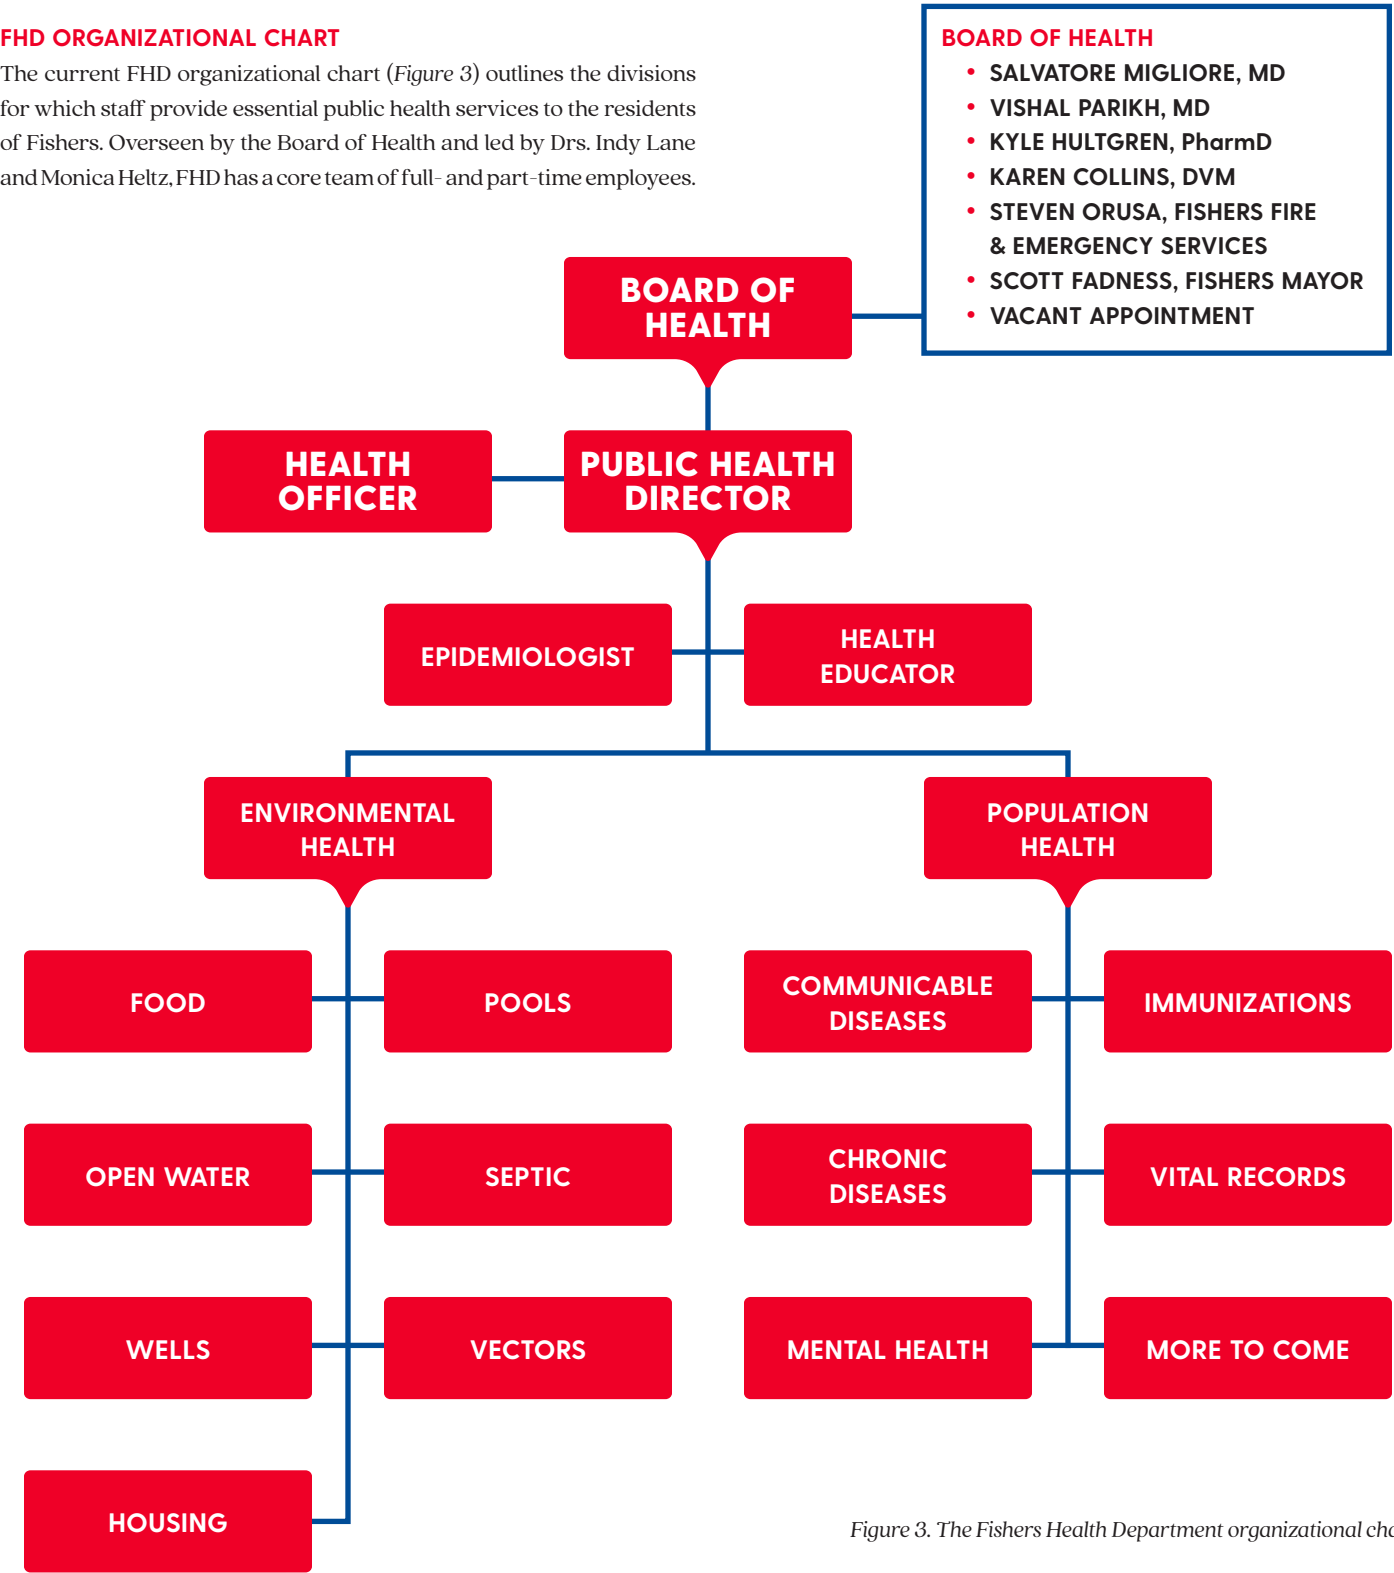 FHD ORGANIZATIONAL CHART
The current FHD organizational chart (Figure 3) outlines the divisions
for which staff provide essential public health services to the residents
of Fishers. Overseen by the Board of Health and led by Drs. Indy Lane
and Monica Heltz, FHD has a core team of full- and part-time employees.
BOARD OF HEALTH
• SALVATORE MIGLIORE, MD
• VISHAL PARIKH, MD
• KYLE HULTGREN, PharmD
• KAREN COLLINS, DVM
• STEVEN ORUSA, FISHERS FIRE
& EMERGENCY SERVICES
• SCOTT FADNESS, FISHERS MAYOR
• VACANT APPOINTMENT
BOARD OF
HEALTH
HEALTH
OFFICER
PUBLIC HEALTH
DIRECTOR
EPIDEMIOLOGIST
HEALTH
EDUCATOR
ENVIRONMENTAL
HEALTH
POPULATION
HEALTH
FOOD
POOLS
COMMUNICABLE
DISEASES
IMMUNIZATIONS
OPEN WATER
SEPTIC
CHRONIC
DISEASES
VITAL RECORDS
WELLS
VECTORS
MENTAL HEALTH
MORE TO COME
HOUSING
Figure 3. The Fishers Health Department organizational